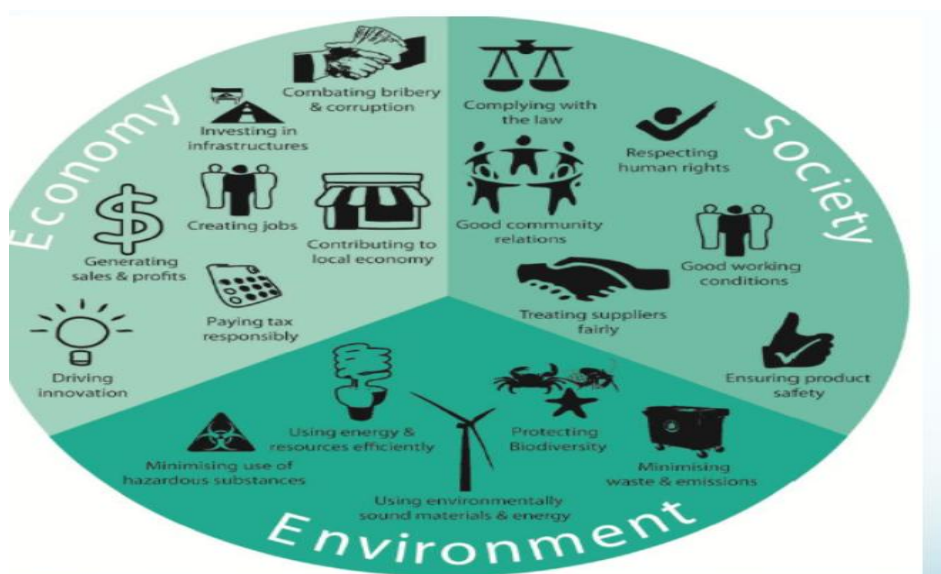 Economy
Combating bribery
& corruption
Investing in
infrastructures
Creating jobs
Contributing to
local economy
Generating
sales & profits
Paying tax
responsibly
Driving
innovation
Society
Complying with
the law
Respecting
human rights
Good community
relations
Good working
conditions
Treating suppliers
fairly
Ensuring product
safety
Using energy &
resources efficiently
Protecting
Biodiversity
Minimising use of
hazardous substances
Minimising
waste & emissions
Using environmentally
sound materials & energy
Environment